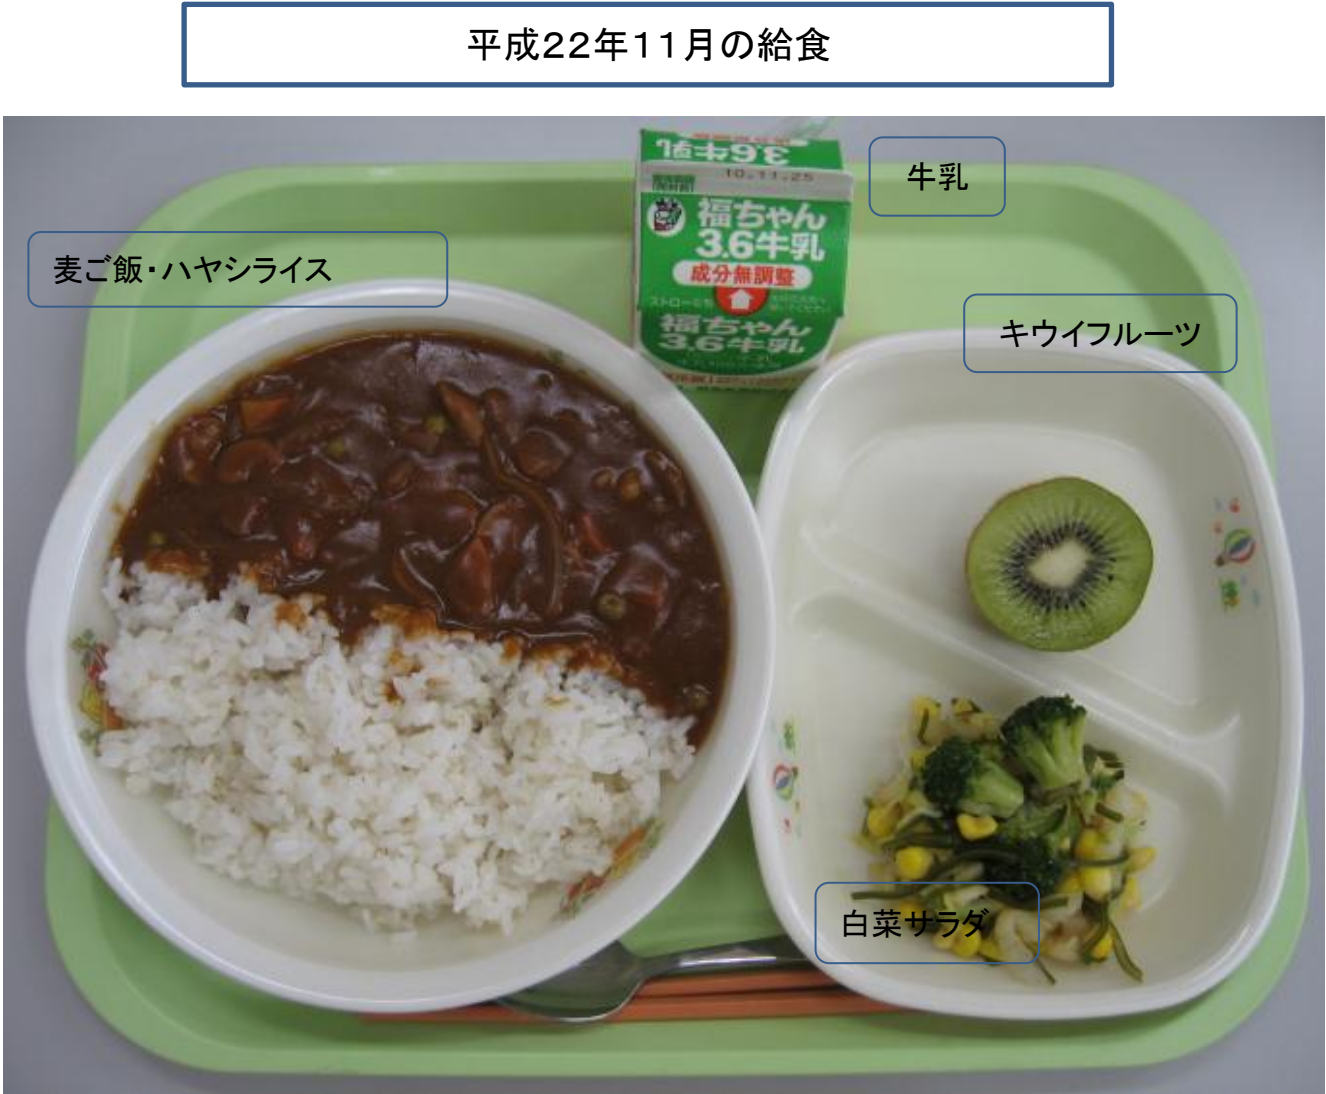 平成22年11月の給食
3.6牛乳
10.11.25
牛乳
福ちゃん
3.6牛乳
成分無調整
麦ご飯・ハヤシライス
キウイフルーツ
福ちゃん
3.6牛乳
白菜サラダ